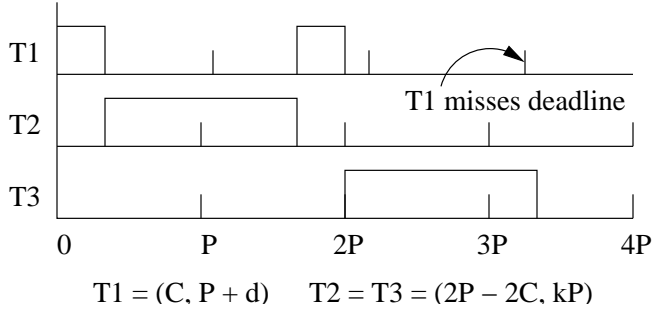 T1
T1 misses deadline
T2
T3
0 P 2P 3P 4P
T1 = (C, P + d) T2 = T3 = (2P − 2C, kP)